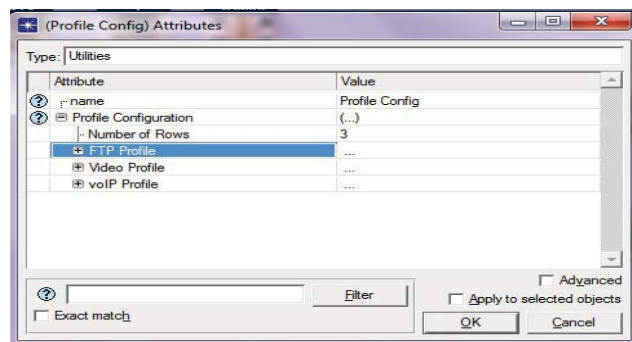 (Profile Config) Attributes
Type: Utilities
Attribute Value
name Profile Config
Profile Configuration (...)
Number of Rows 3
FTP Profile ...
Video Profile ...
voIP Profile ...
Advanced
Filter Apply to selected objects
Exact match OK Cancel